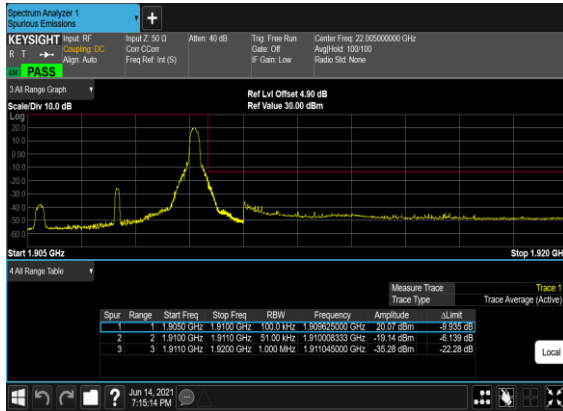 Spectrum Analyzer 1
Spurious Emissions
KEYSIGHT Input: RF Input Z: 50 Ω Atten: 40 dB Trig: Free Run Center Freq: 22.005000000 GHz
R T Coupling: DC Corr CCorr Gate: Off Avg|Hold: 100/100
Align: Auto Freq Ref: Int (S) IF Gain: Low Radio Std: None
PASS
3 All Range Graph
Ref Lvl Offset 4.90 dB
Scale/Div 10.0 dB Ref Value 30.00 dBm
Log
20.0
10.0
0.00
-10.0
-20.0
-30.0
-40.0
-50.0
-60.0
Start 1.905 GHz Stop 1.920 GH
4 All Range Table
Measure Trace Trace 1
Trace Type Trace Average (Active)
Spur Range Start Freq Stop Freq RBW Frequency Amplitude ΔLimit
1 1 1.9050 GHz 1.9100 GHz 100.0 kHz 1.909625000 GHz 20.07 dBm -9.935 dB
2 2 1.9100 GHz 1.9110 GHz 51.00 kHz 1.910008333 GHz -19.14 dBm -6.139 dB
3 3 1.9110 GHz 1.9200 GHz 1.000 MHz 1.911045000 GHz -35.28 dBm -22.28 dB
Local
? Jun 14, 2021
7:15:14 PM